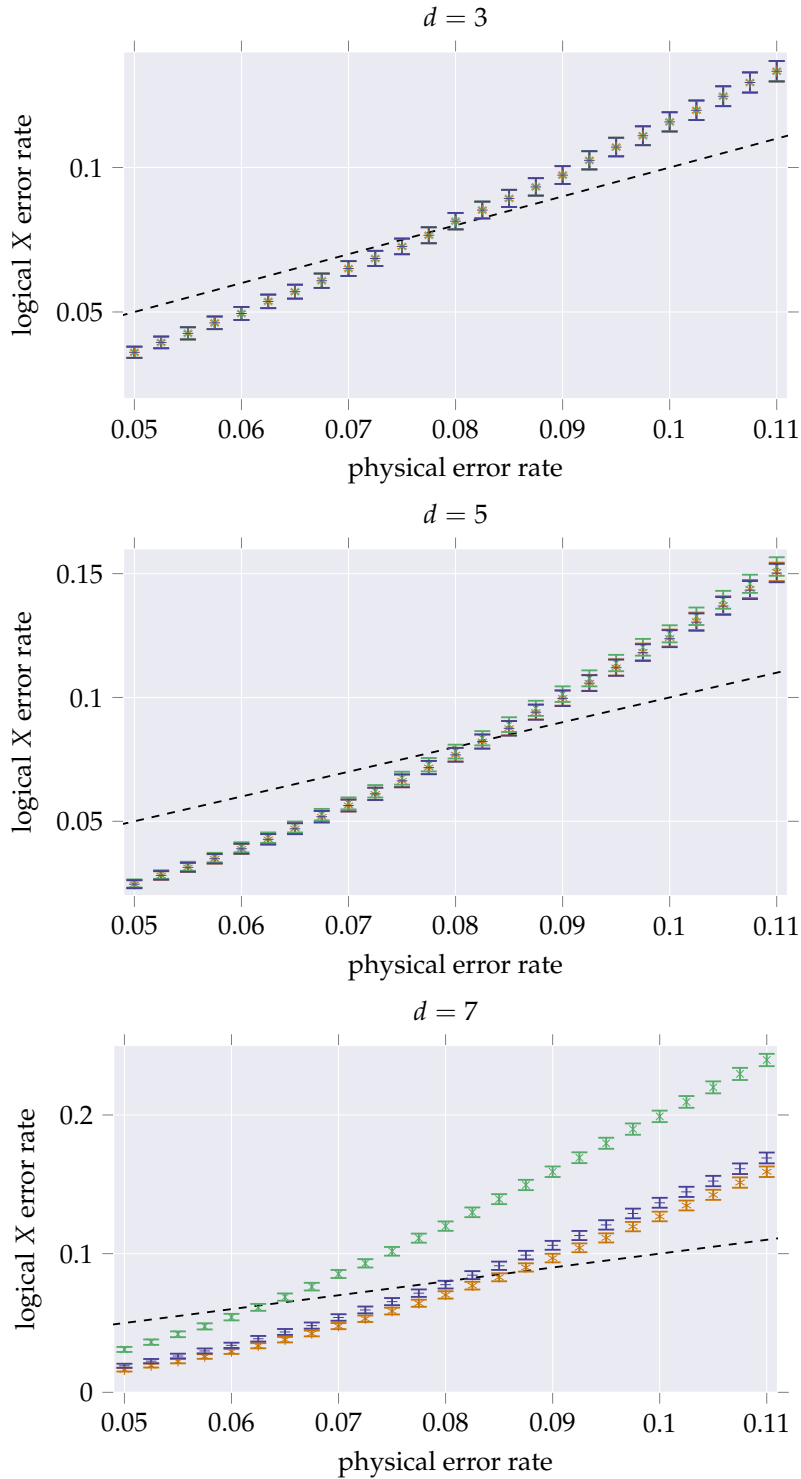 d = 3
0.1
0.05
logical X error rate
0.05 0.06 0.07 0.08 0.09 0.1 0.11
physical error rate
d = 5
0.15
0.1
0.05
logical X error rate
0.05 0.06 0.07 0.08 0.09 0.1 0.11
physical error rate
d = 7
0.2
0.1
0
logical X error rate
0.05 0.06 0.07 0.08 0.09 0.1 0.11
physical error rate